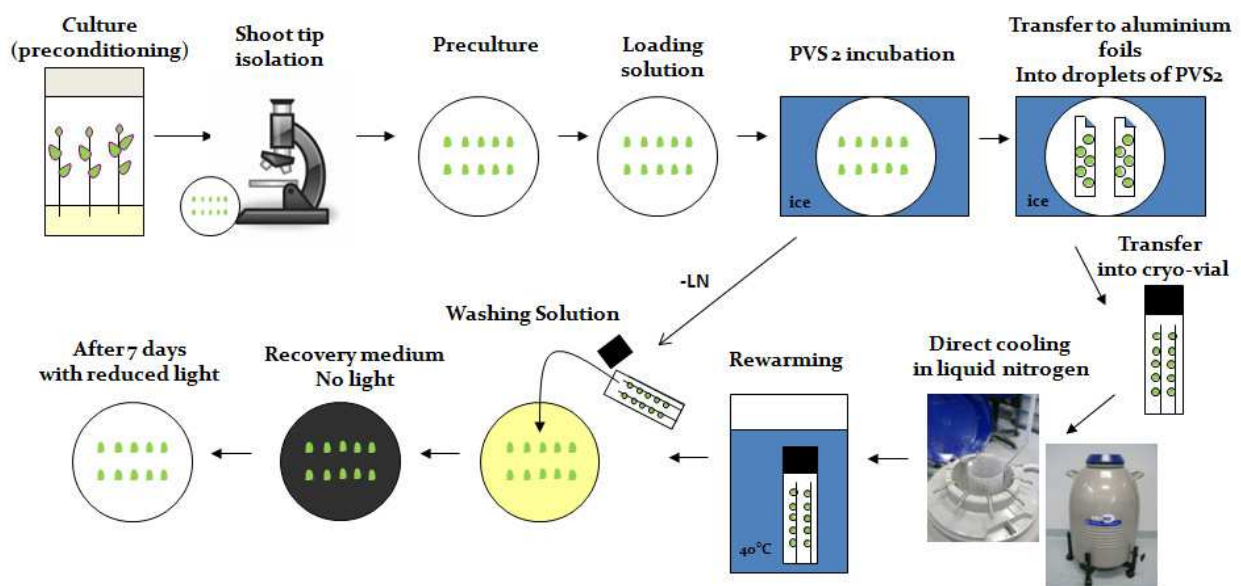 Culture
(preconditioning)
Shoot tip
isolation
Preculture
Loading
solution
PVS 2 incubation
ice
Transfer to aluminium
foils
Into droplets of PVS2
ice
Transfer
into cryo-vial
-LN
Direct cooling
in liquid nitrogen
Rewarming
40°C
Washing Solution
Recovery medium
No light
After 7 days
with reduced light